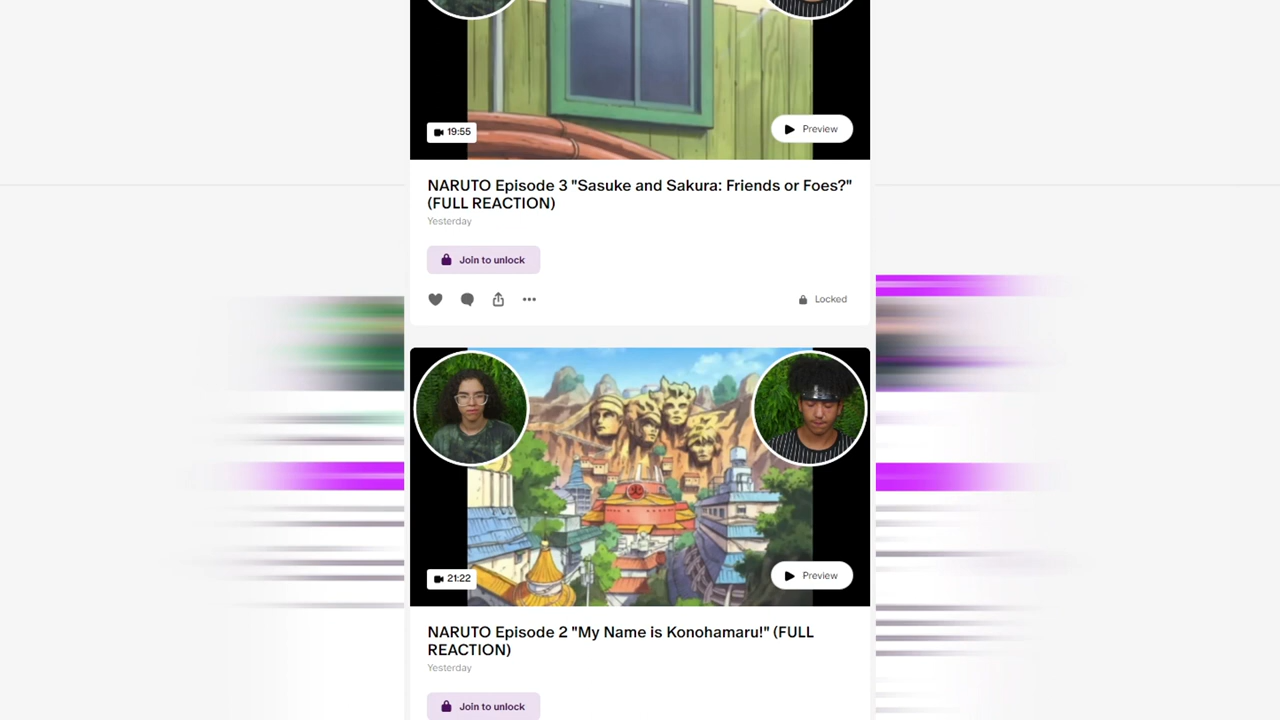 19:55
Preview
NARUTO Episode 3 "Sasuke and Sakura: Friends or Foes?"
(FULL REACTION)
Yesterday
Join to unlock
Locked
21:22
Preview
NARUTO Episode 2 "My Name is Konohamaru!" (FULL
REACTION)
Yesterday
Join to unlock